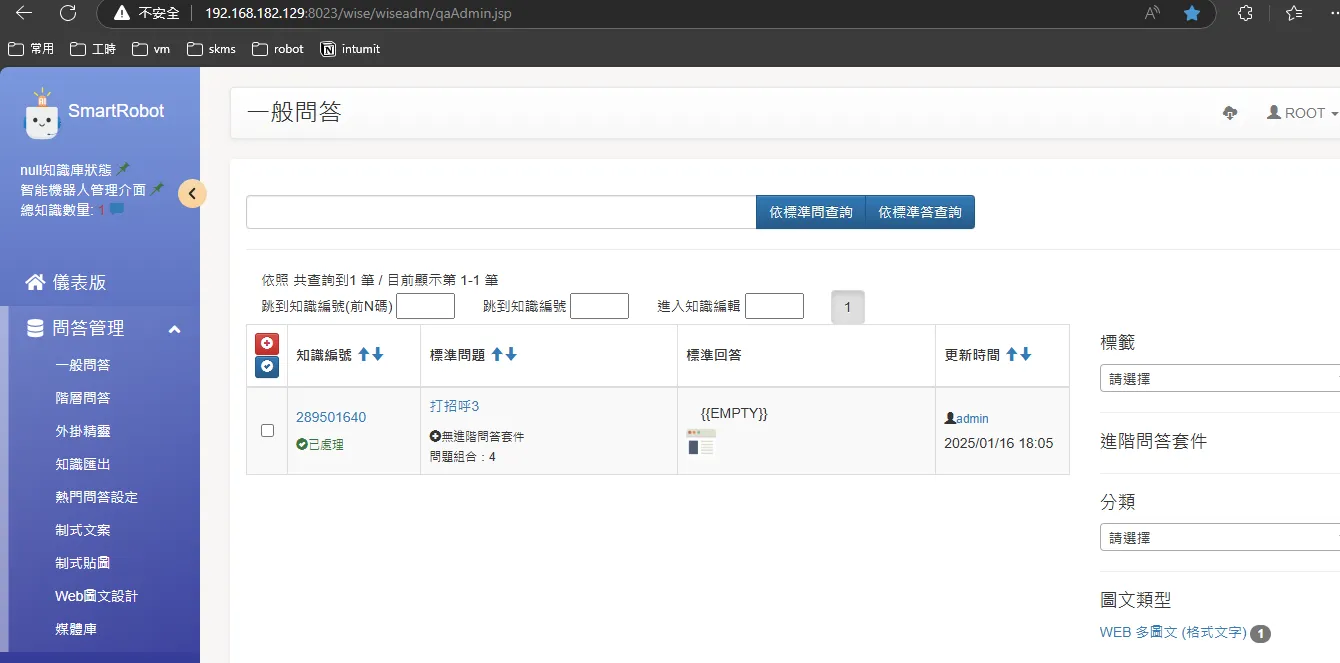 不安全 192.168.182.129:8023/wise/wiseadm/qaAdmin.jsp
常用 工時 vm skms robot intumit
SmartRobot
null知識庫狀態
智能機器人管理介面
總知識數量: 1
儀表版
問答管理
一般問答
階層問答
外掛精靈
知識匯出
熱門問答設定
制式文案
制式貼圖
Web圖文設計
媒體庫
一般問答
ROOT
依標準問查詢 依標準答查詢
依照 共查詢到1 筆 / 目前顯示第 1-1 筆
跳到知識編號(前N碼) 跳到知識編號 進入知識編輯 1
知識編號 標準問題 標準回答 更新時間
289501640
已處理
打招呼3
無進階問答套件
問題組合：4
{{EMPTY}}
admin
2025/01/16 18:05
標籤
請選擇
進階問答套件
分類
請選擇
圖文類型
WEB 多圖文 (格式文字) 1